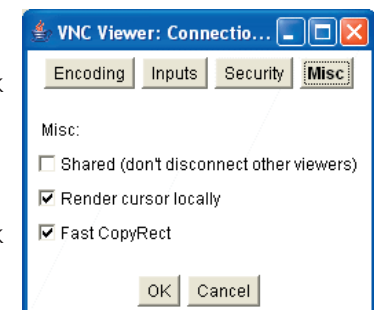 VNC Viewer: Connectio...
Encoding Inputs Security Misc
Misc:
Shared (don't disconnect other viewers)
Render cursor locally
Fast CopyRect
OK Cancel